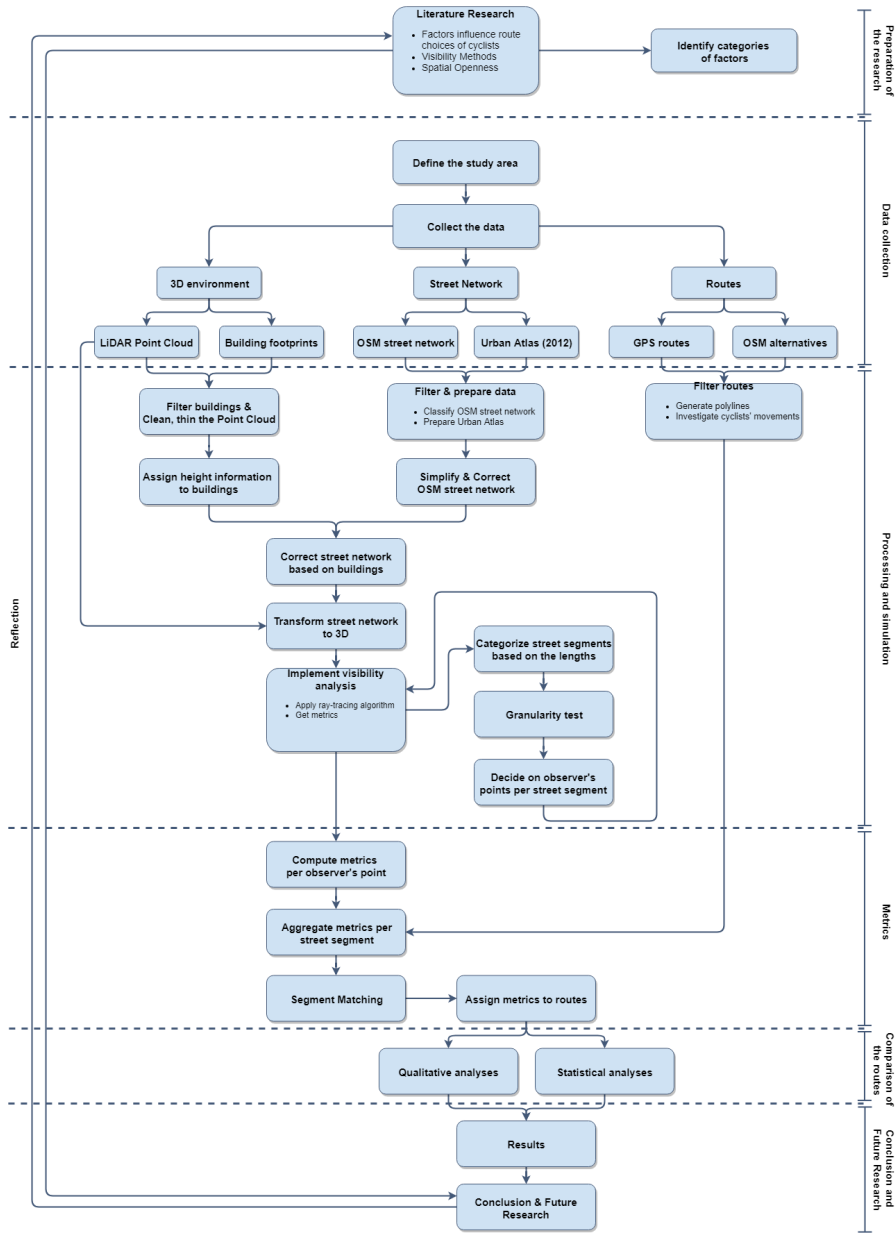 Literature Research
Factors influence route
choices of cyclists
Visibility Methods
Spatial Openness
Identify categories
of factors
Preparation of
the research
Define the study area
Collect the data
3D environment
Street Network
Routes
LiDAR Point Cloud
Building footprints
OSM street network
Urban Atlas (2012)
GPS routes
OSM alternatives
Data collection
Filter buildings &
Clean, thin the Point Cloud
Filter & prepare data
Classify OSM street network
Prepare Urban Atlas
Filter routes
Generate polylines
Investigate cyclists' movements
Assign height information
to buildings
Simplify & Correct
OSM street network
Correct street network
based on buildings
Transform street network
to 3D
Implement visibility
analysis
Apply ray-tracing algorithm
Get metrics
Categorize street segments
based on the lengths
Granularity test
Decide on observer's
points per street segment
Processing and simulation
Reflection
Compute metrics
per observer's point
Aggregate metrics per
street segment
Segment Matching
Assign metrics to routes
Metrics
Qualitative analyses
Statistical analyses
Comparison of
the routes
Results
Conclusion & Future
Research
Conclusion and
Future Research